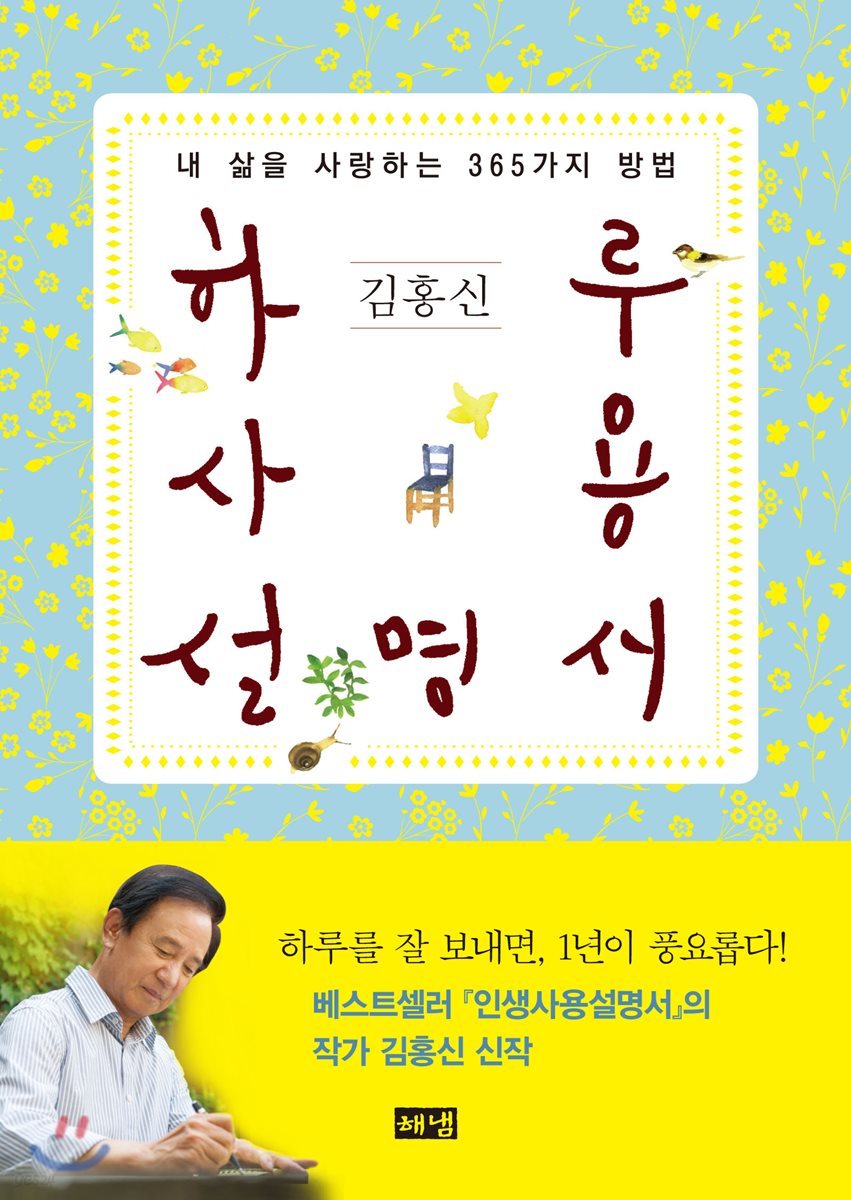 내 삶을 사랑하는 365가지 방법
하루
김홍신
사용
설명서
하루를 잘 보내면, 1년이 풍요롭다!
베스트셀러 『인생사용설명서』의
작가 김홍신 신작
해냄
yes24